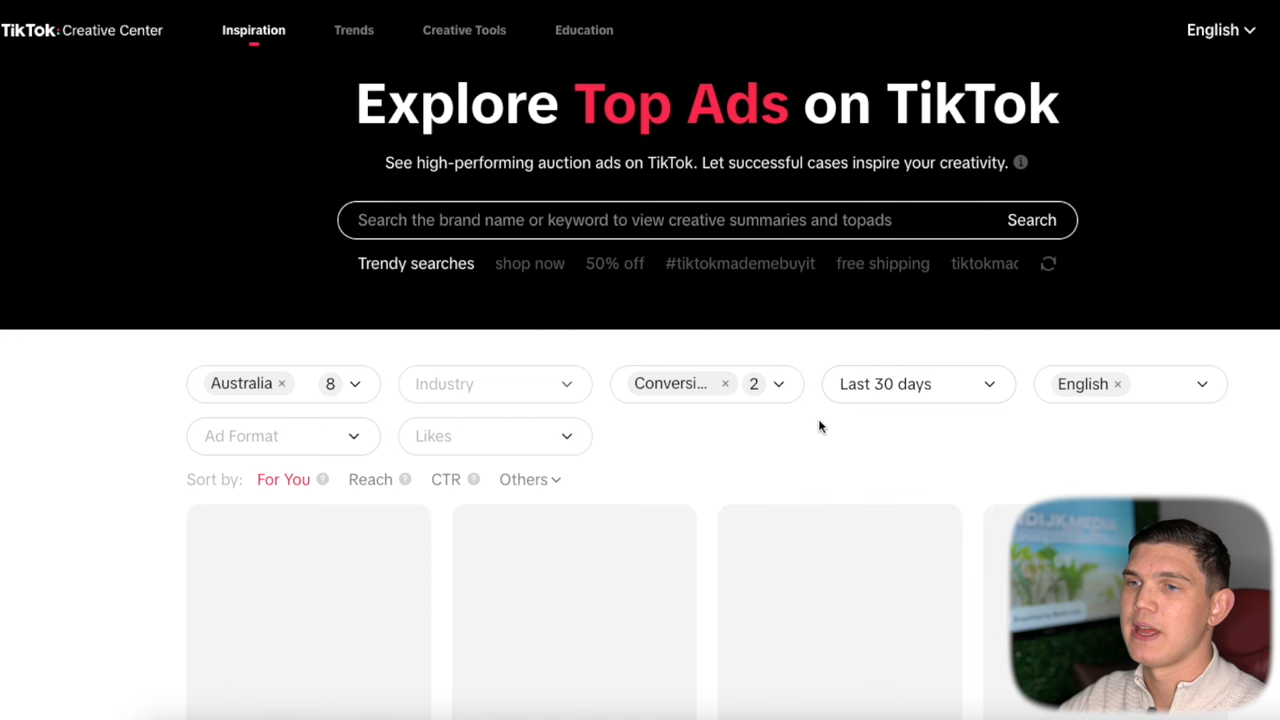 TikTok: Creative Center
Inspiration
Trends
Creative Tools
Education
English
Explore Top Ads on TikTok
See high-performing auction ads on TikTok. Let successful cases inspire your creativity.
Search the brand name or keyword to view creative summaries and topads
Search
Trendy searches shop now 50% off #tiktokmademebuyit free shipping tiktokmac
Australia × 8
Industry
Conversi... × 2
Last 30 days
English ×
Ad Format
Likes
Sort by: For You ? Reach ? CTR ? Others
DIJK MEDIA